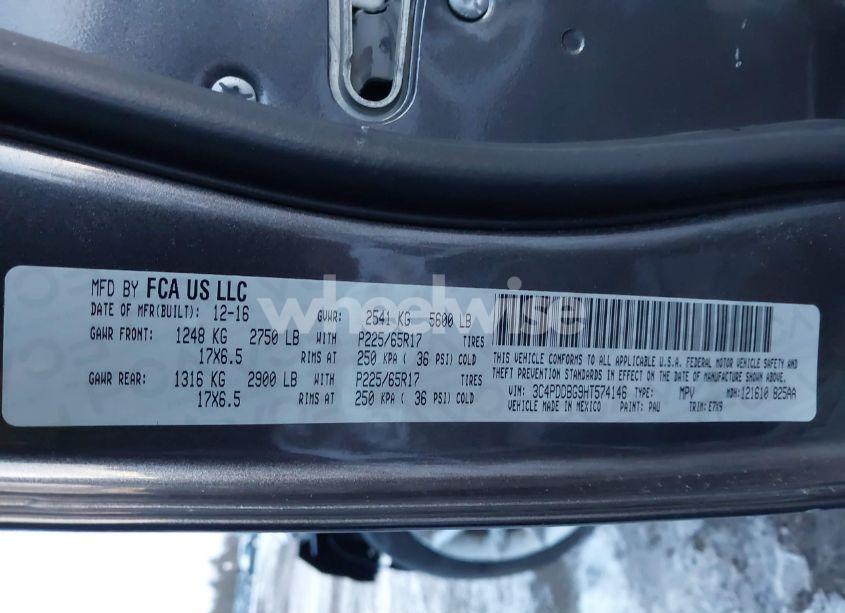 MFD BY FCA US LLC
DATE OF MFR(BUILT): 12-16 GVWR: 2541 KG 5600 LB
GAWR FRONT: 1248 KG 2750 LB WITH P225/65R17 TIRES
17X6.5 RIMS AT 250 KPA ( 36 PSI) COLD
GAWR REAR: 1316 KG 2900 LB WITH P225/65R17 TIRES
17X6.5 RIMS AT 250 KPA ( 36 PSI) COLD
THIS VEHICLE CONFORMS TO ALL APPLICABLE U.S.A. FEDERAL MOTOR VEHICLE SAFETY AND
THEFT PREVENTION STANDARDS IN EFFECT ON THE DATE OF MANUFACTURE SHOWN ABOVE.
VIN: 3C4PDDBG9HT574146 TYPE: MPV MDH:121610 825AA
VEHICLE MADE IN MEXICO PAINT: PAU TRIM: E7X9
wheelwise